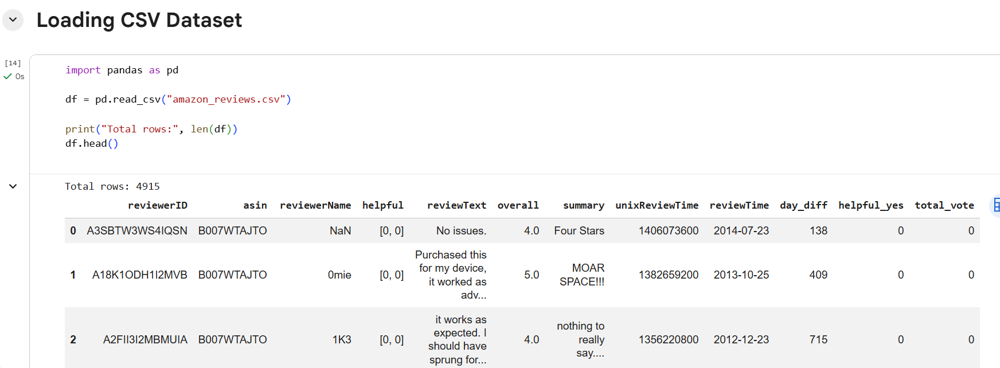 Loading CSV Dataset
[14]
0s
import pandas as pd
df = pd.read_csv("amazon_reviews.csv")
print("Total rows:", len(df))
df.head()
Total rows: 4915
reviewerID asin reviewerName helpful reviewText overall summary unixReviewTime reviewTime day_diff helpful_yes total_vote
0 A3SBTW3WS4IQSN B007WTAJTO NaN [0, 0] No issues. 4.0 Four Stars 1406073600 2014-07-23 138 0 0
Purchased this
for my device,
it worked as
adv...
MOAR
SPACE!!!
1 A18K1ODH1I2MVB B007WTAJTO 0mie [0, 0] 5.0 1382659200 2013-10-25 409 0 0
it works as
expected. I
should have
sprung for...
nothing to
really
say....
2 A2FII3I2MBMUIA B007WTAJTO 1K3 [0, 0] 4.0 1356220800 2012-12-23 715 0 0